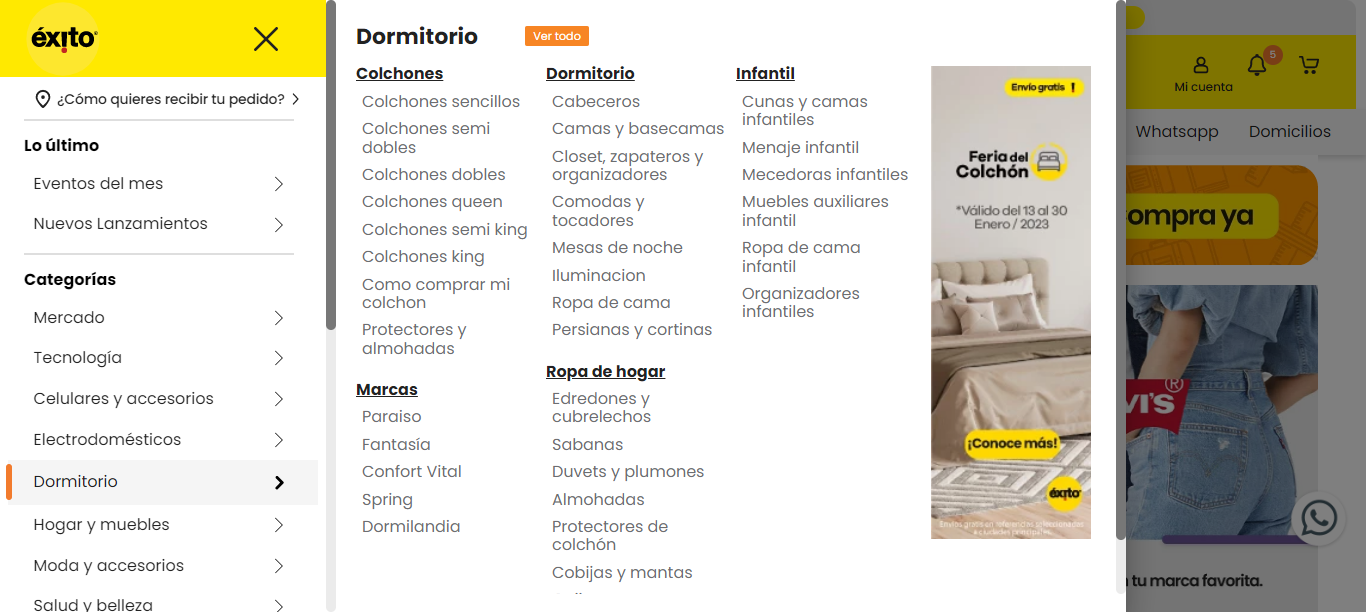 éxito
¿Cómo quieres recibir tu pedido?
Lo último
Eventos del mes
Nuevos Lanzamientos
Categorías
Mercado
Tecnología
Celulares y accesorios
Electrodomésticos
Dormitorio
Hogar y muebles
Moda y accesorios
Salud y belleza
Dormitorio
Ver todo
Colchones
Colchones sencillos
Colchones semi
dobles
Colchones dobles
Colchones queen
Colchones semi king
Colchones king
Como comprar mi
colchon
Protectores y
almohadas
Marcas
Paraiso
Fantasía
Confort Vital
Spring
Dormilandia
Dormitorio
Cabeceros
Camas y basecamas
Closet, zapateros y
organizadores
Comodas y
tocadores
Mesas de noche
Iluminacion
Ropa de cama
Persianas y cortinas
Ropa de hogar
Edredones y
cubrelechos
Sabanas
Duvets y plumones
Almohadas
Protectores de
colchón
Cobijas y mantas
Infantil
Cunas y camas
infantiles
Menaje infantil
Mecedoras infantiles
Muebles auxiliares
infantil
Ropa de cama
infantil
Organizadores
infantiles
Envío gratis !
Feria del
Colchón
*Válido del 13 al 30
Enero / 2023
¡Conoce más!
éxito
Envíos gratis en referencias seleccionadas
5
Mi cuenta
Whatsapp
Domicilios
ompra ya
VI'S
®
tu marca favorita.